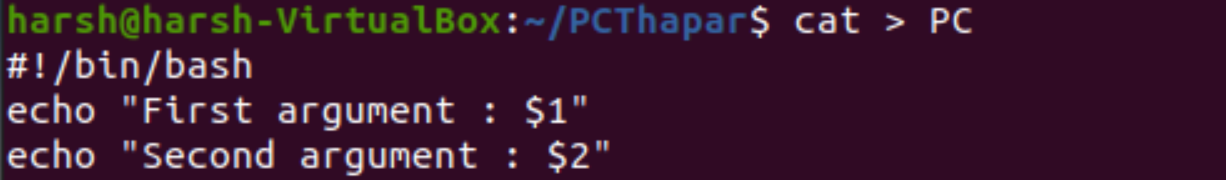 harsh@harsh-VirtualBox:~/PCThapar$ cat > PC
#!/bin/bash
echo "First argument : $1"
echo "Second argument : $2"